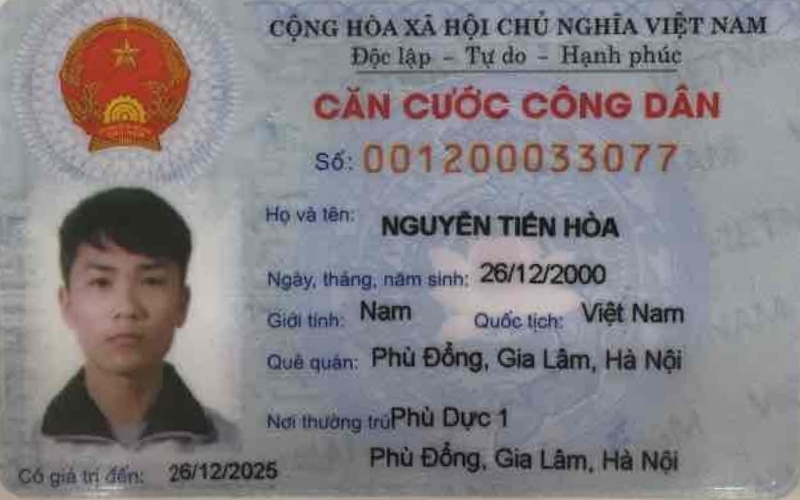 CỘNG HÒA XÃ HỘI CHỦ NGHĨA VIỆT NAM
Độc lập - Tự do - Hạnh phúc
CĂN CƯỚC CÔNG DÂN
Số: 001200033077
Họ và tên: NGUYỄN TIẾN HÒA
Ngày, tháng, năm sinh: 26/12/2000
Giới tính: Nam Quốc tịch: Việt Nam
Quê quán: Phù Đổng, Gia Lâm, Hà Nội
Nơi thường trú Phù Dực 1
Phù Đổng, Gia Lâm, Hà Nội
Có giá trị đến: 26/12/2025